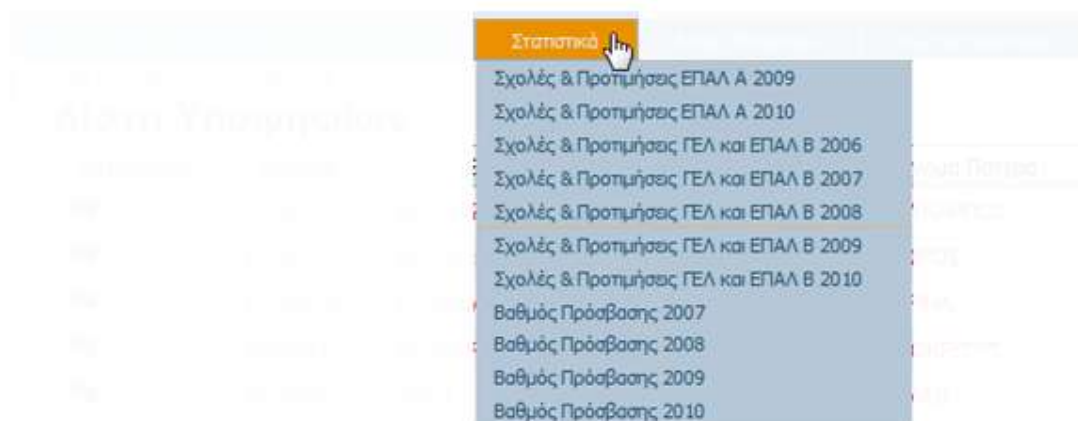 Στατιστικά
Σχολές & Προτιμήσεις ΕΠΑΛ Α 2009
Σχολές & Προτιμήσεις ΕΠΑΛ Α 2010
Σχολές & Προτιμήσεις ΓΕΛ και ΕΠΑΛ Β 2006
Σχολές & Προτιμήσεις ΓΕΛ και ΕΠΑΛ Β 2007
Σχολές & Προτιμήσεις ΓΕΛ και ΕΠΑΛ Β 2008
Σχολές & Προτιμήσεις ΓΕΛ και ΕΠΑΛ Β 2009
Σχολές & Προτιμήσεις ΓΕΛ και ΕΠΑΛ Β 2010
Βαθμός Πρόσβασης 2007
Βαθμός Πρόσβασης 2008
Βαθμός Πρόσβασης 2009
Βαθμός Πρόσβασης 2010